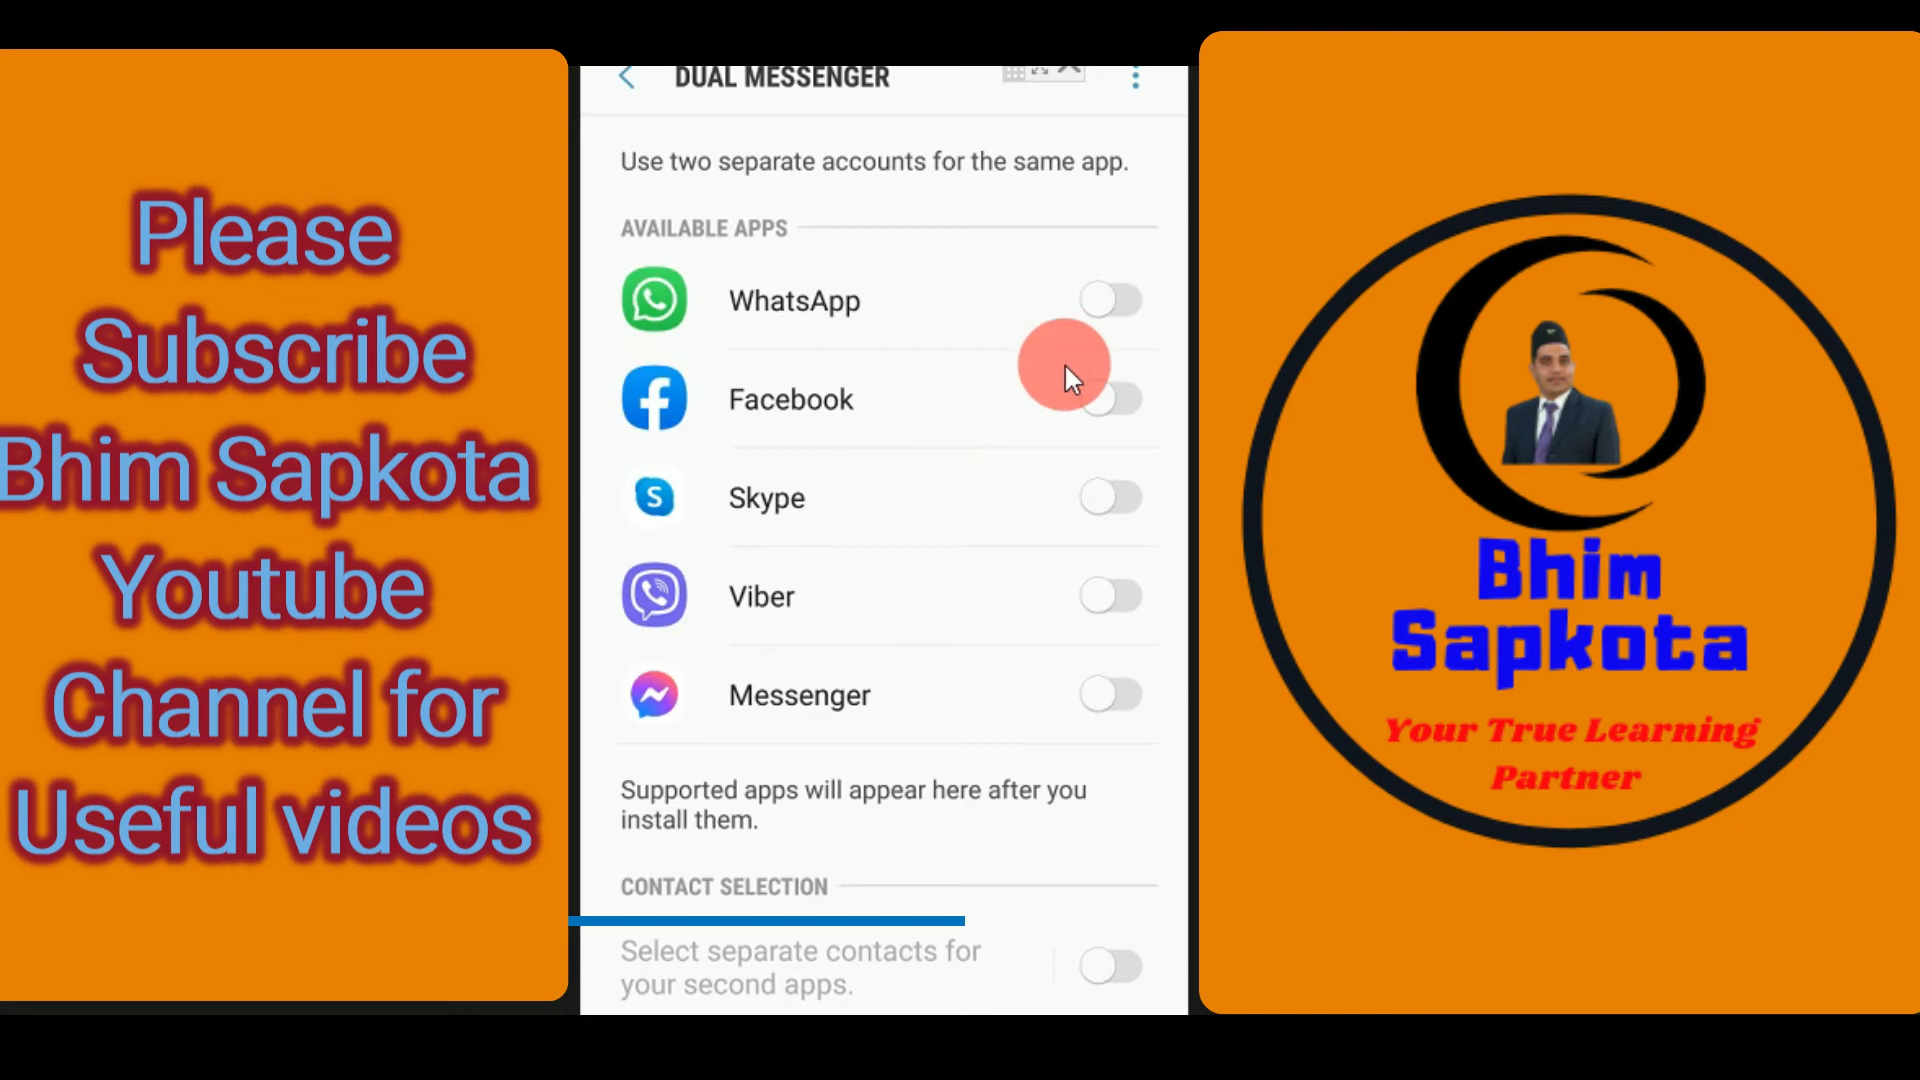 Please
Subscribe
Bhim Sapkota
Youtube
Channel for
Useful videos
DUAL MESSENGER
Use two separate accounts for the same app.
AVAILABLE APPS
WhatsApp
Facebook
Skype
Viber
Messenger
Supported apps will appear here after you
install them.
CONTACT SELECTION
Select separate contacts for
your second apps.
Bhim
Sapkota
Your True Learning
Partner